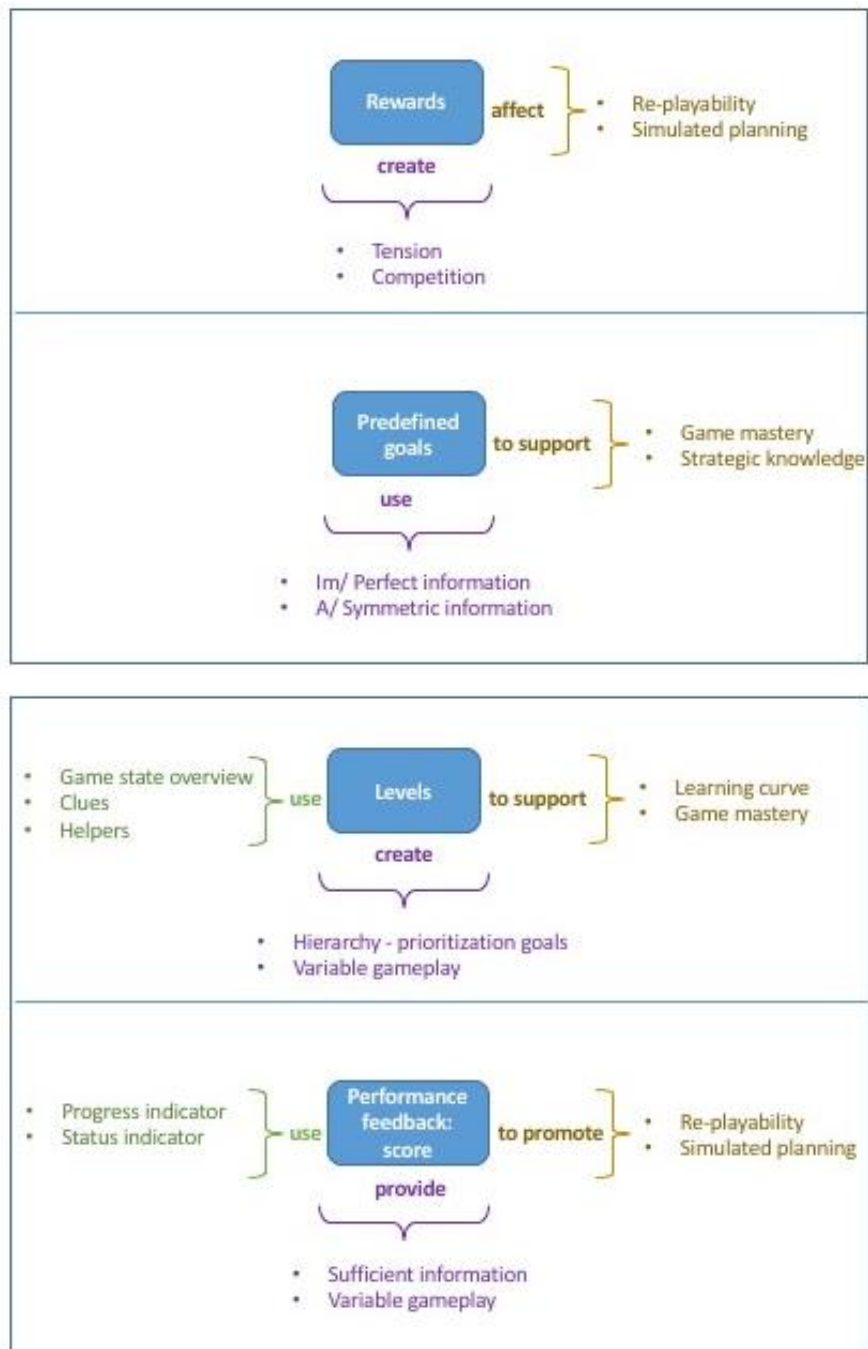 Rewards
affect
• Re-playability
• Simulated planning
create
• Tension
• Competition
Predefined
goals
to support
• Game mastery
• Strategic knowledge
use
• Im/ Perfect information
• A/ Symmetric information
• Game state overview
• Clues
• Helpers
use
Levels
to support
• Learning curve
• Game mastery
create
• Hierarchy - prioritization goals
• Variable gameplay
• Progress indicator
• Status indicator
use
Performance
feedback:
score
to promote
• Re-playability
• Simulated planning
provide
• Sufficient information
• Variable gameplay